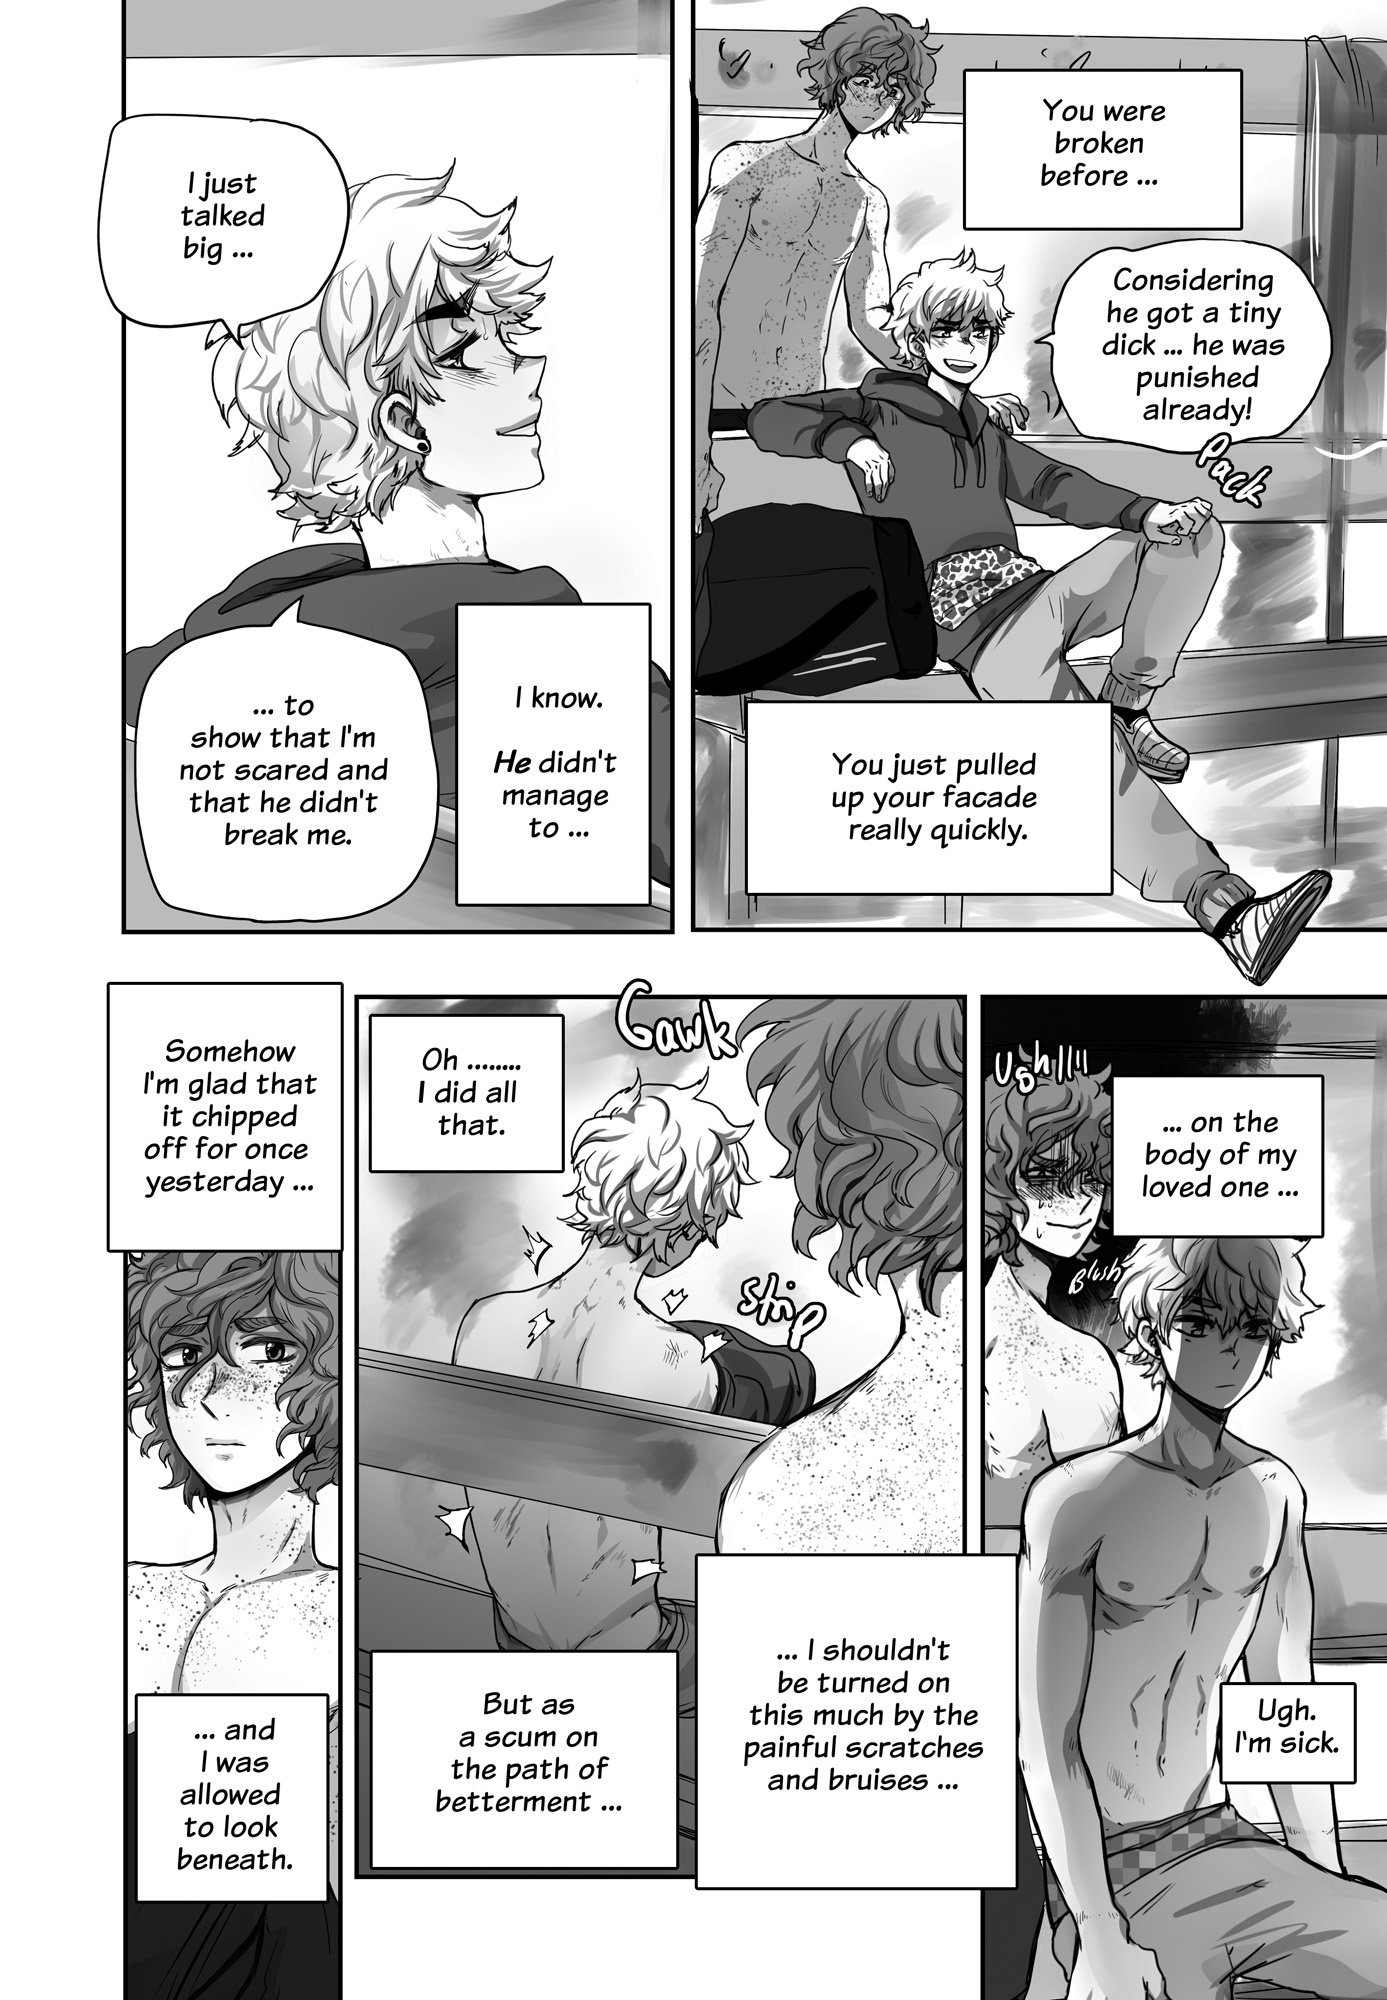 I just
talked
big ...
... to
show that I'm
not scared and
that he didn't
break me.
I know.
He didn't
manage
to ...
You were
broken
before ...
Considering
he got a tiny
dick ... he was
punished
already!
Pack
You just pulled
up your facade
really quickly.
Somehow
I'm glad that
it chipped
off for once
yesterday ...
... and
I was
allowed
to look
beneath.
Oh ........
I did all
that.
Gawk
Strip
But as
a scum on
the path of
betterment ...
... I shouldn't
be turned on
this much by the
painful scratches
and bruises ...
Ugh////
... on the
body of my
loved one ...
Blush
Ugh.
I'm sick.